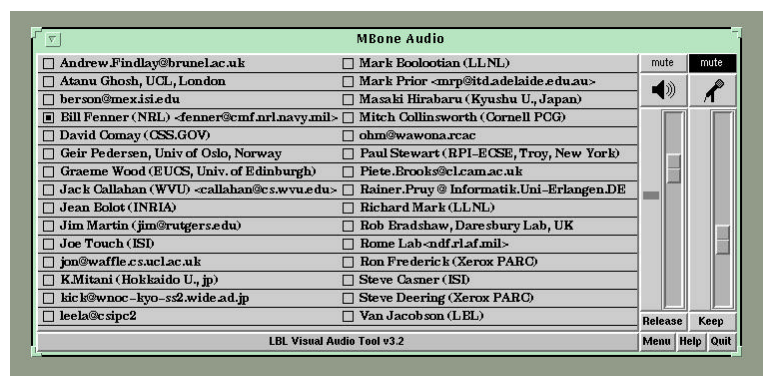 MBone Audio
Andrew.Findlay@brunel.ac.uk
Atanu Ghosh, UCL, London
berson@mex.isi.edu
Bill Fenner (NRL) <fenner@cmf.nrl.navy.mil>
David Comay (CSS.GOV)
Geir Pedersen, Univ of Oslo, Norway
Graeme Wood (EUCS, Univ. of Edinburgh)
Jack Callahan (WVU) <callahan@cs.wvu.edu>
Jean Bolot (INRIA)
Jim Martin (jim@rutgers.edu)
Joe Touch (ISI)
jon@waffle.cs.ucl.ac.uk
K.Mitani (Hokkaido U., jp)
kick@wnoc-kyo-ss2.wide.ad.jp
leela@csipc2
Mark Boolootian (LLNL)
Mark Prior <mrp@itd.adelaide.edu.au>
Masaki Hirabaru (Kyushu U., Japan)
Mitch Collinsworth (Cornell PCG)
ohm@wawona.rcac
Paul Stewart (RPI-ECSE, Troy, New York)
Piete.Brooks@cl.cam.ac.uk
Rainer.Pruy @ Informatik.Uni-Erlangen.DE
Richard Mark (LLNL)
Rob Bradshaw, Daresbury Lab, UK
Rome Lab<ndf.rl.af.mil>
Ron Frederick (Xerox PARC)
Steve Casner (ISI)
Steve Deering (Xerox PARC)
Van Jacobson (LBL)
mute
mute
Release
Keep
LBL Visual Audio Tool v3.2
Menu
Help
Quit